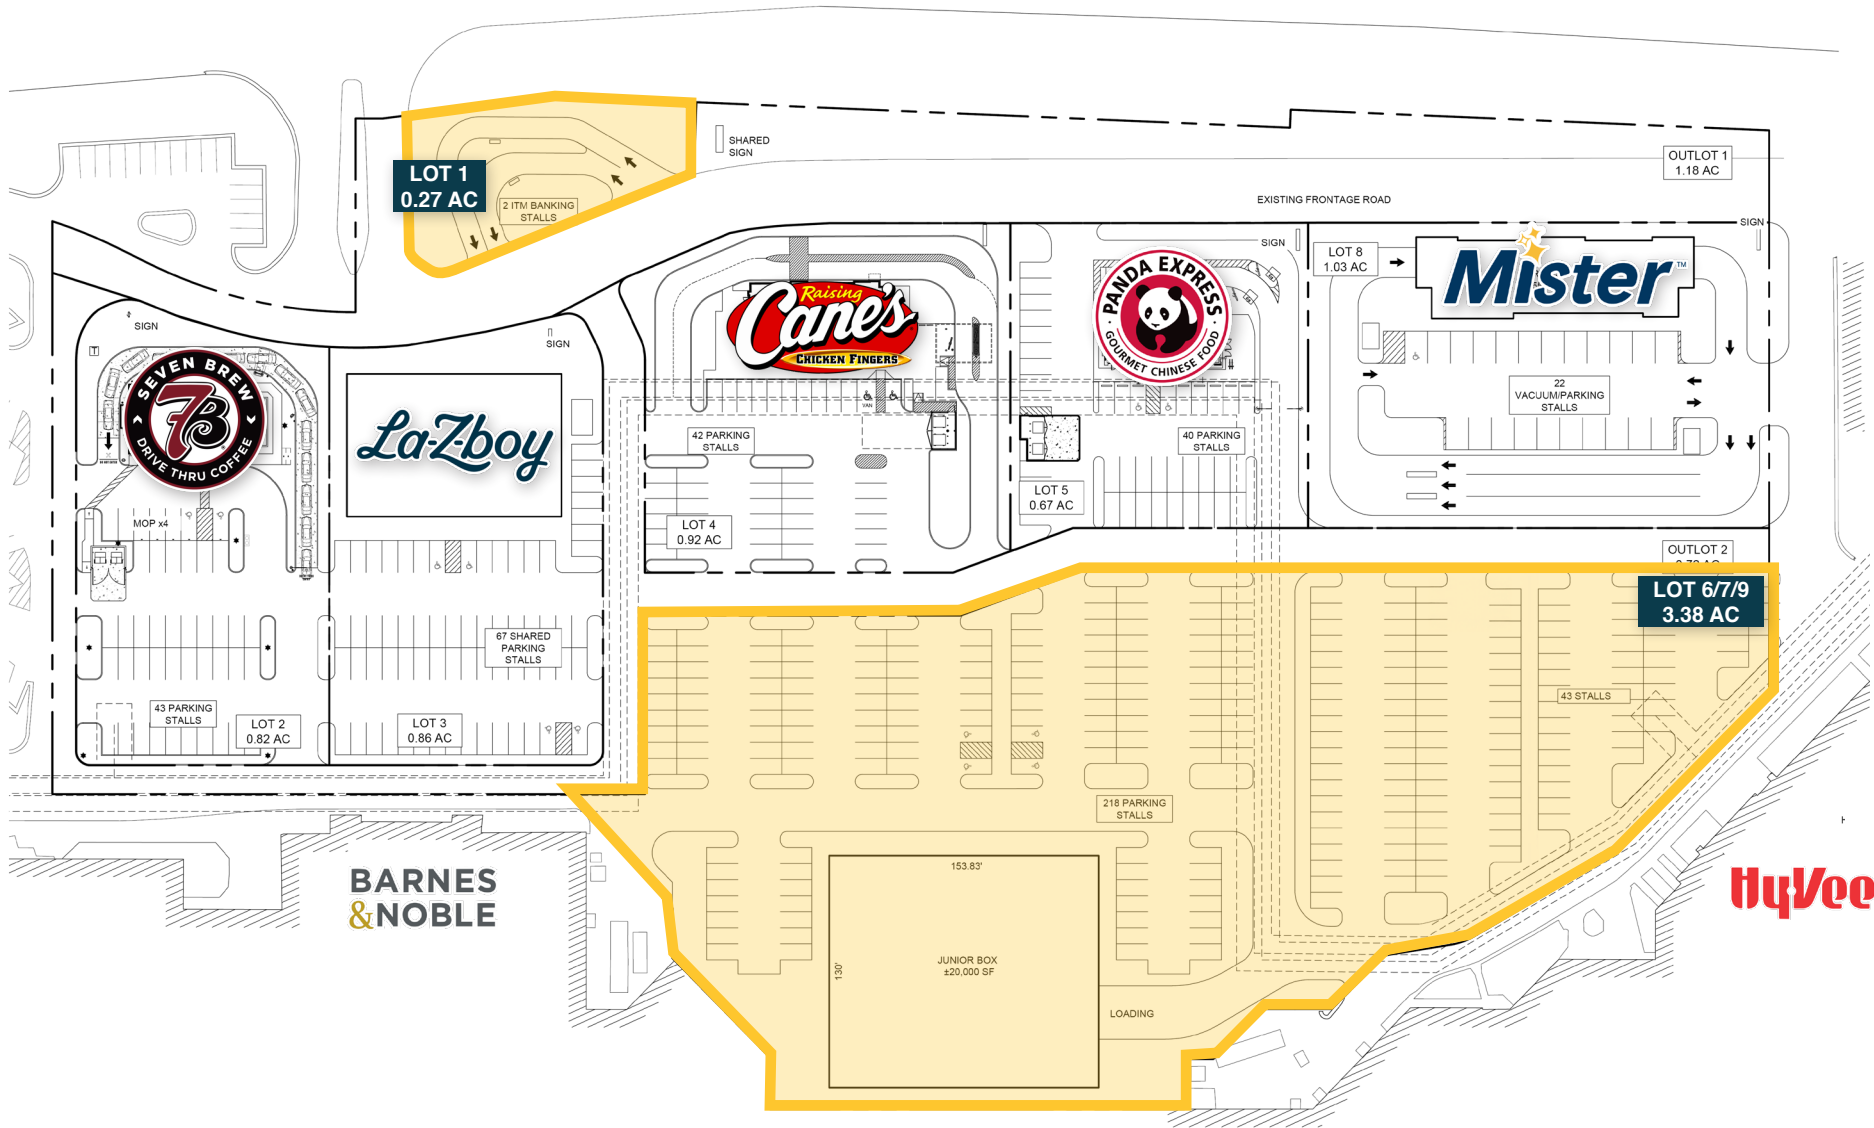 SHARED
SIGN
OUTLOT 1
1.18 AC
LOT 1
0.27 AC
2 ITM BANKING
STALLS
EXISTING FRONTAGE ROAD
SIGN
SIGN
LOT 8
1.03 AC
Mister™
PANDA EXPRESS
GOURMET CHINESE FOOD
Raising
Cane's
CHICKEN FINGERS
SIGN
SIGN
T
SEVEN BREW
7B
DRIVE THRU COFFEE
La-Z-boy
22
VACUUM/PARKING
STALLS
VAN
42 PARKING
STALLS
40 PARKING
STALLS
LOT 5
0.67 AC
LOT 4
0.92 AC
MOP x4
OUTLOT 2
LOT 6/7/9
3.38 AC
67 SHARED
PARKING
STALLS
43 STALLS
43 PARKING
STALLS
LOT 2
0.82 AC
LOT 3
0.86 AC
218 PARKING
STALLS
153.83'
BARNES
&NOBLE
HyVee
130'
JUNIOR BOX
±20,000 SF
LOADING